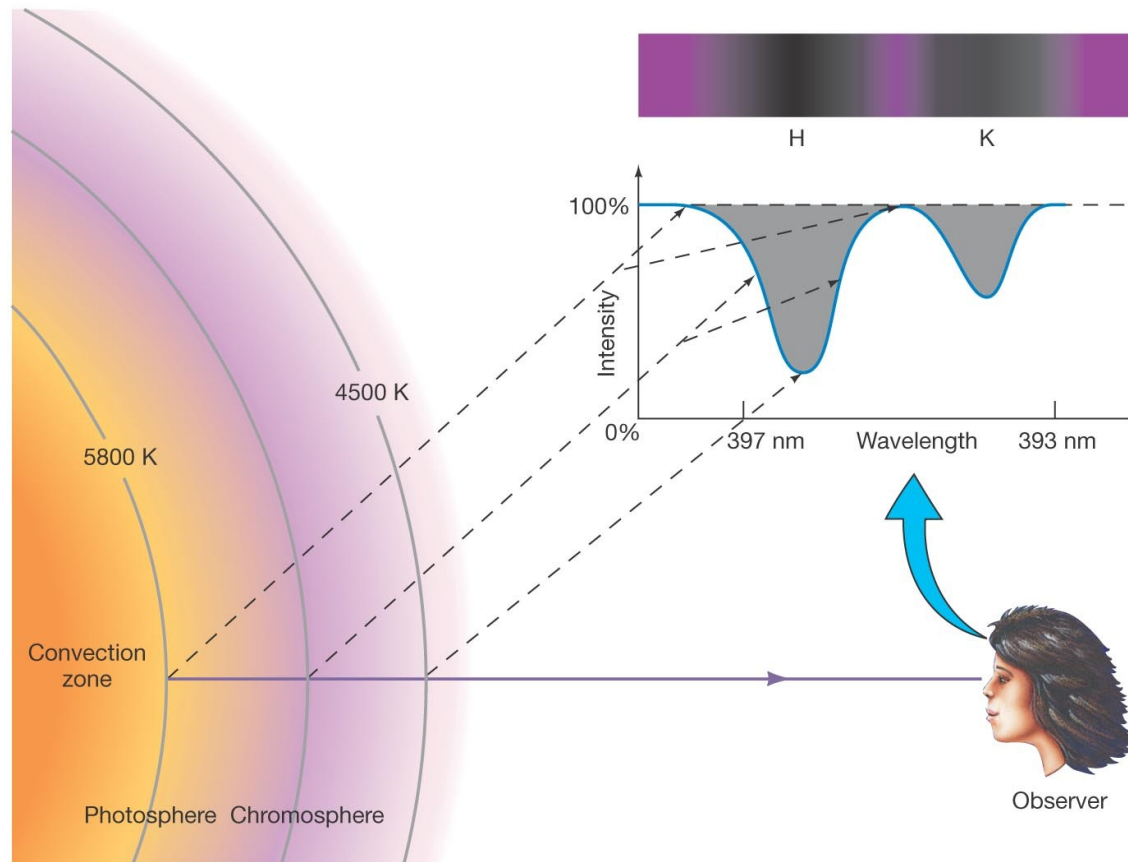 H
K
100%
Intensity
0%
397 nm
Wavelength
393 nm
4500 K
5800 K
Convection
zone
Photosphere
Chromosphere
Observer